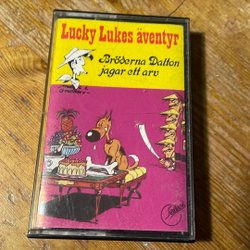 Lucky Lukes äventyr
Bröderna Dalton
jagar ett arv